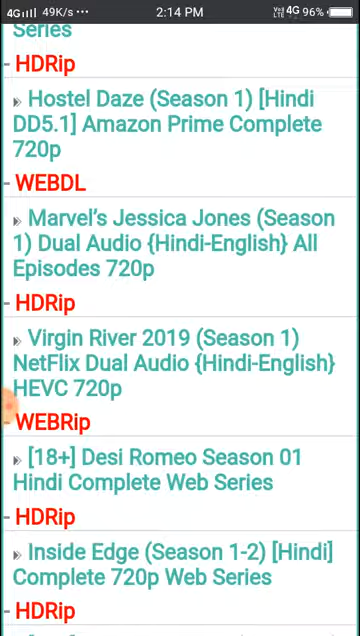 4G 49K/s ••• 2:14 PM VoLTE 4G 96%
Series
- HDRip
Hostel Daze (Season 1) [Hindi
DD5.1] Amazon Prime Complete
720p
- WEBDL
Marvel’s Jessica Jones (Season
1) Dual Audio {Hindi-English} All
Episodes 720p
- HDRip
Virgin River 2019 (Season 1)
NetFlix Dual Audio {Hindi-English}
HEVC 720p
- WEBRip
[18+] Desi Romeo Season 01
Hindi Complete Web Series
- HDRip
Inside Edge (Season 1-2) [Hindi]
Complete 720p Web Series
- HDRip